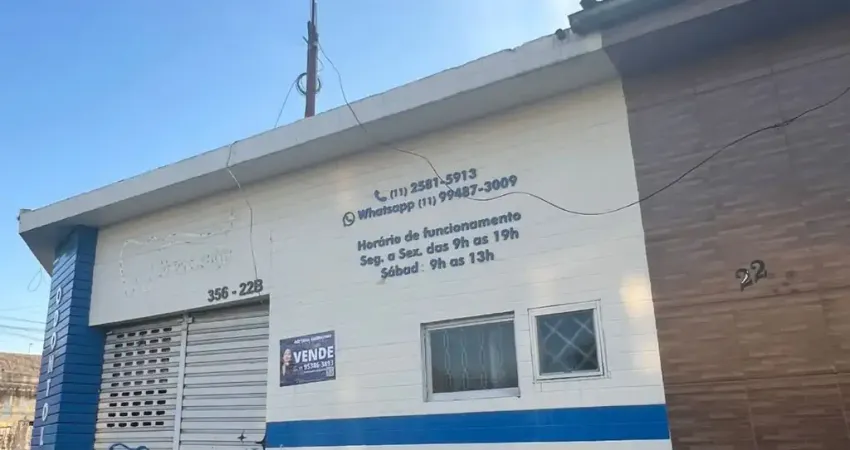 (11) 2581-5913
Whatsapp (11) 99487-3009
Horário de funcionamento
Seg. a Sex. das 9h as 19h
Sábad : 9h as 13h
356 - 22B
VENDE
22